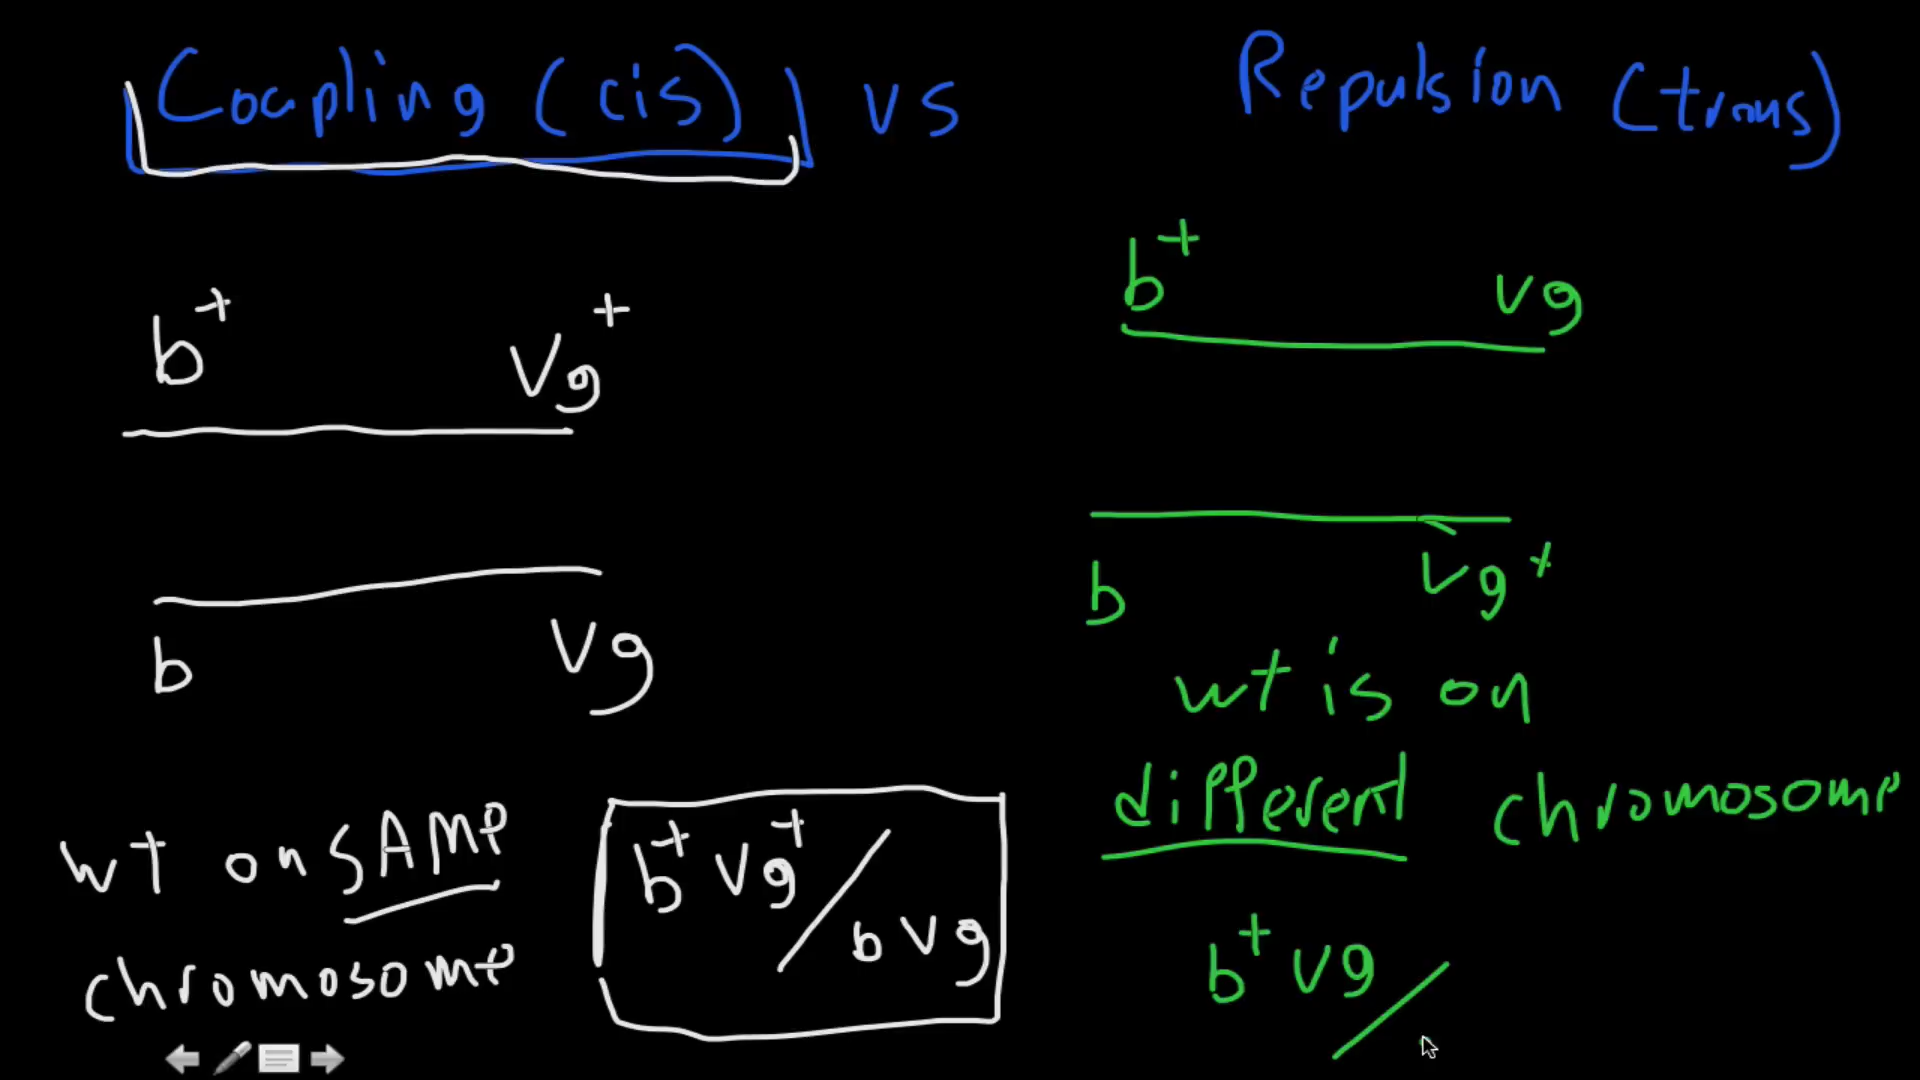 Coupling (cis) vs Repulsion (trans)
b⁺ vg⁺
b vg
wt on SAME
chromosome
b⁺ vg⁺ / b vg
b⁺ vg
b vg⁺
wt is on
different chromosome
b⁺ vg /